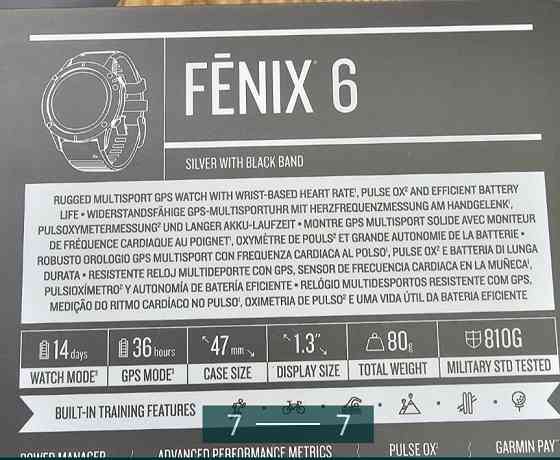 FĒNIX® 6
SILVER WITH BLACK BAND
RUGGED MULTISPORT GPS WATCH WITH WRIST-BASED HEART RATE¹, PULSE OX² AND EFFICIENT BATTERY
LIFE • WIDERSTANDSFÄHIGE GPS-MULTISPORTUHR MIT HERZFREQUENZMESSUNG AM HANDGELENK¹,
PULSOXYMETERMESSUNG² UND LANGER AKKU-LAUFZEIT • MONTRE GPS MULTISPORT SOLIDE AVEC MONITEUR
DE FRÉQUENCE CARDIAQUE AU POIGNET¹, OXYMÈTRE DE POULS² ET GRANDE AUTONOMIE DE LA BATTERIE •
ROBUSTO OROLOGIO GPS MULTISPORT CON FREQUENZA CARDIACA AL POLSO¹, PULSE OX² E BATTERIA DI LUNGA
DURATA • RESISTENTE RELOJ MULTIDEPORTE CON GPS, SENSOR DE FRECUENCIA CARDIACA EN LA MUÑECA¹,
PULSIOXÍMETRO² Y AUTONOMÍA DE BATERÍA EFICIENTE • RELÓGIO MULTIDESPORTOS RESISTENTE COM GPS,
MEDIÇÃO DO RITMO CARDÍACO NO PULSO¹, OXIMETRIA DE PULSO² E UMA VIDA ÚTIL DA BATERIA EFICIENTE
14 days 36 hours 47 mm 1.3" 80g 810G
WATCH MODE³ GPS MODE³ CASE SIZE DISPLAY SIZE TOTAL WEIGHT MILITARY STD TESTED
BUILT-IN TRAINING FEATURES
7 — 7
POWER MANAGER ADVANCED PERFORMANCE METRICS PULSE OX² GARMIN PAY™